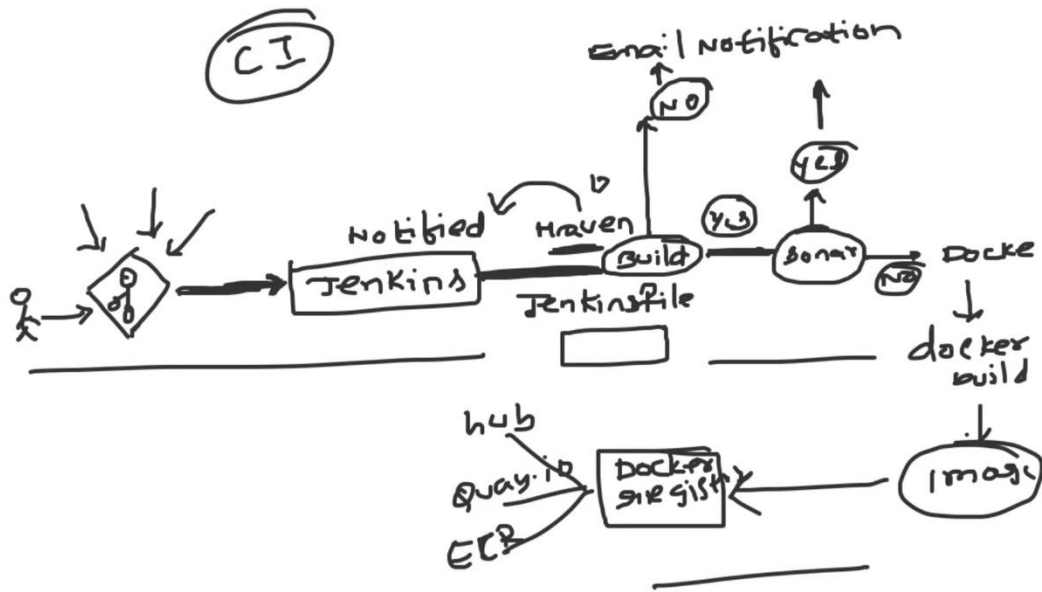 CI
Email Notification
NO
YES
Notified
Maven
Yes
Jenkins
Build
Sonar
NO
Docke
Jenkinsfile
docker
build
hub
Quay.io
ECR
Docker
registry
image